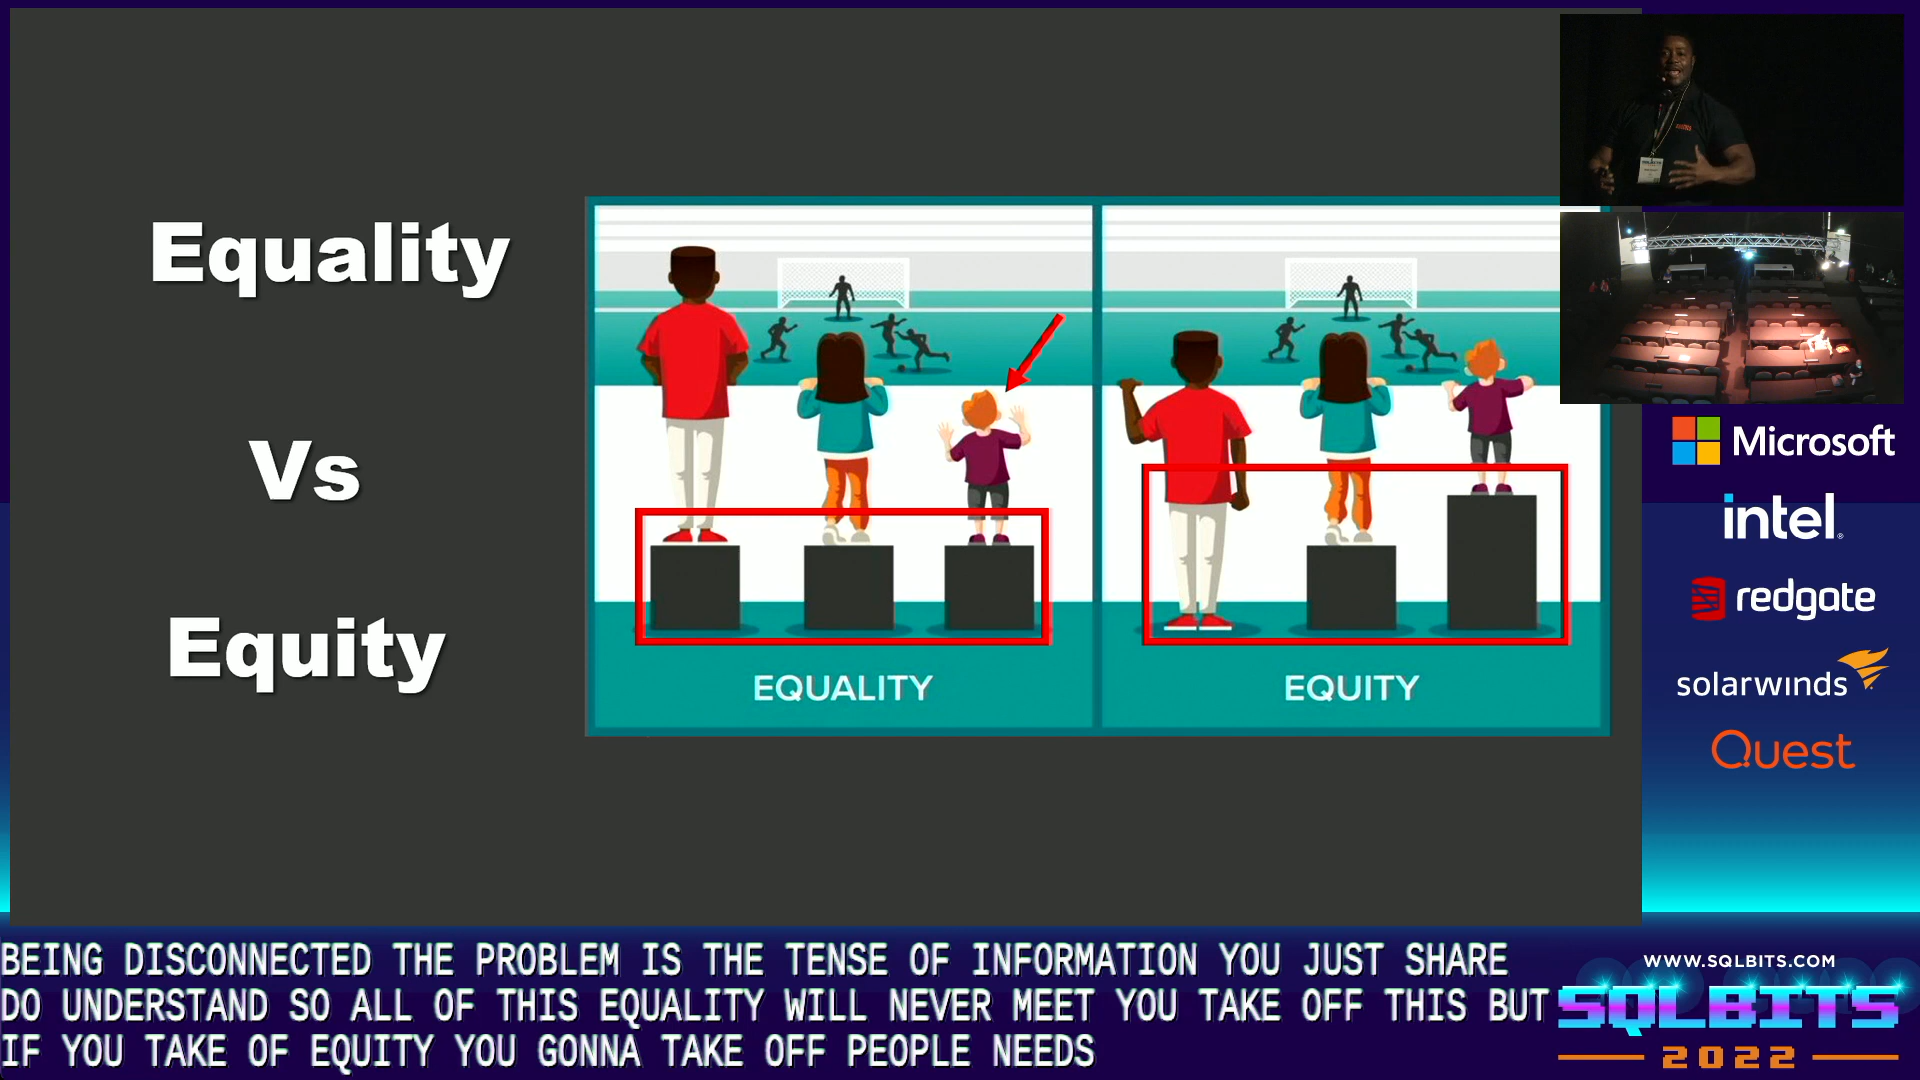 Equality
Vs
Equity
EQUALITY
EQUITY
Microsoft
intel.
redgate
solarwinds
Quest
BEING DISCONNECTED THE PROBLEM IS THE TENSE OF INFORMATION YOU JUST SHARE
DO UNDERSTAND SO ALL OF THIS EQUALITY WILL NEVER MEET YOU TAKE OFF THIS BUT
IF YOU TAKE OF EQUITY YOU GONNA TAKE OFF PEOPLE NEEDS
WWW.SQLBITS.COM
SQLBITS
2022